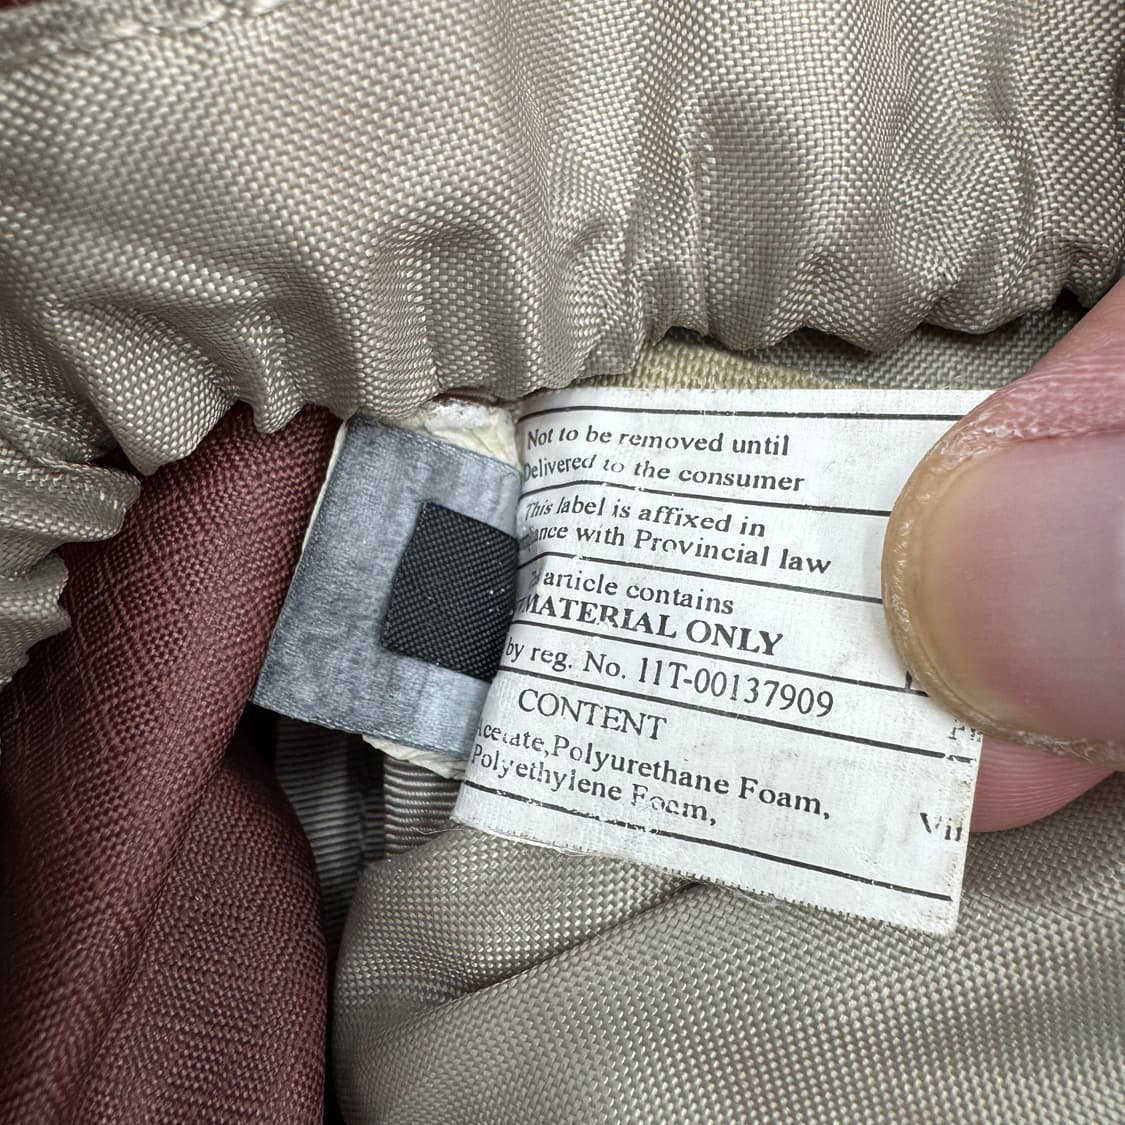 Not to be removed until
Delivered to the consumer
This label is affixed in
with Provincial law
article contains
MATERIAL ONLY
by reg. No. 11T-00137909
CONTENT
Acetate,Polyurethane Foam,
Polyethylene Foam,